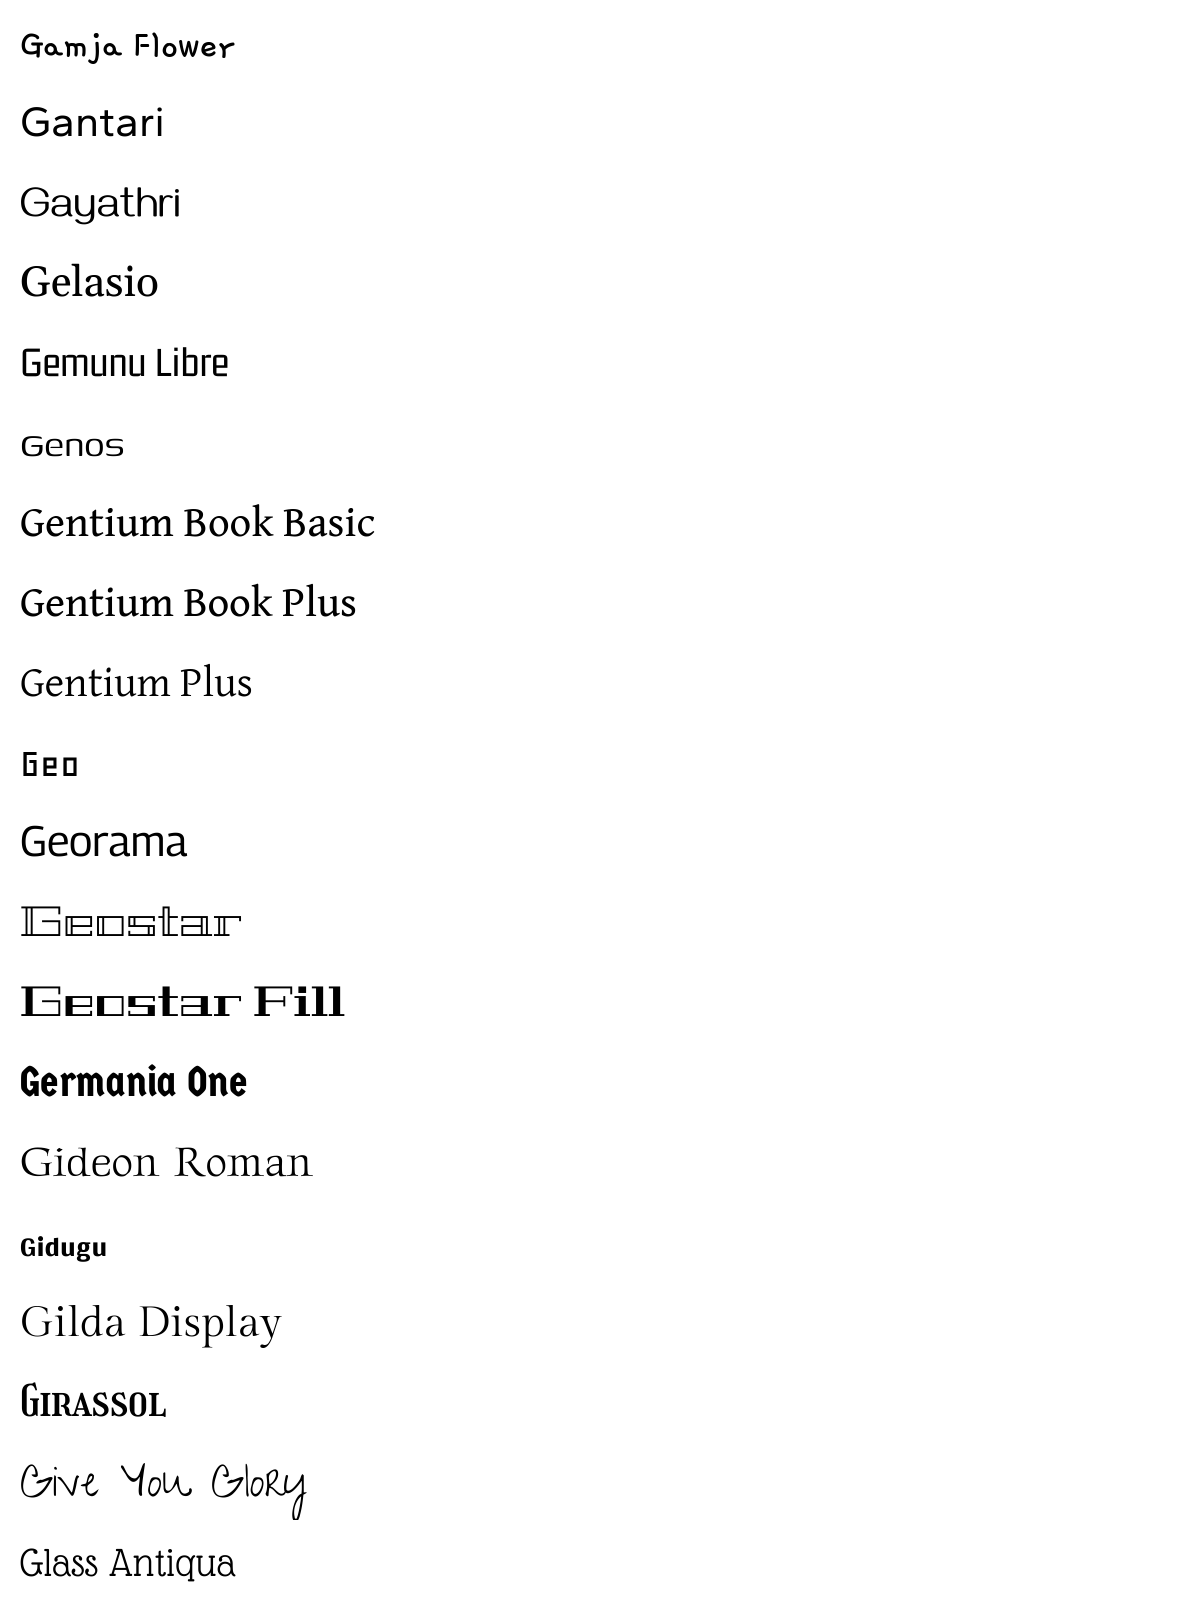 Gamja Flower
Gantari
Gayathri
Gelasio
Gemunu Libre
Genos
Gentium Book Basic
Gentium Book Plus
Gentium Plus
Geo
Georama
Geostar
Geostar Fill
Germania One
Gideon Roman
Gidugu
Gilda Display
Girassol
Give You Glory
Glass Antiqua